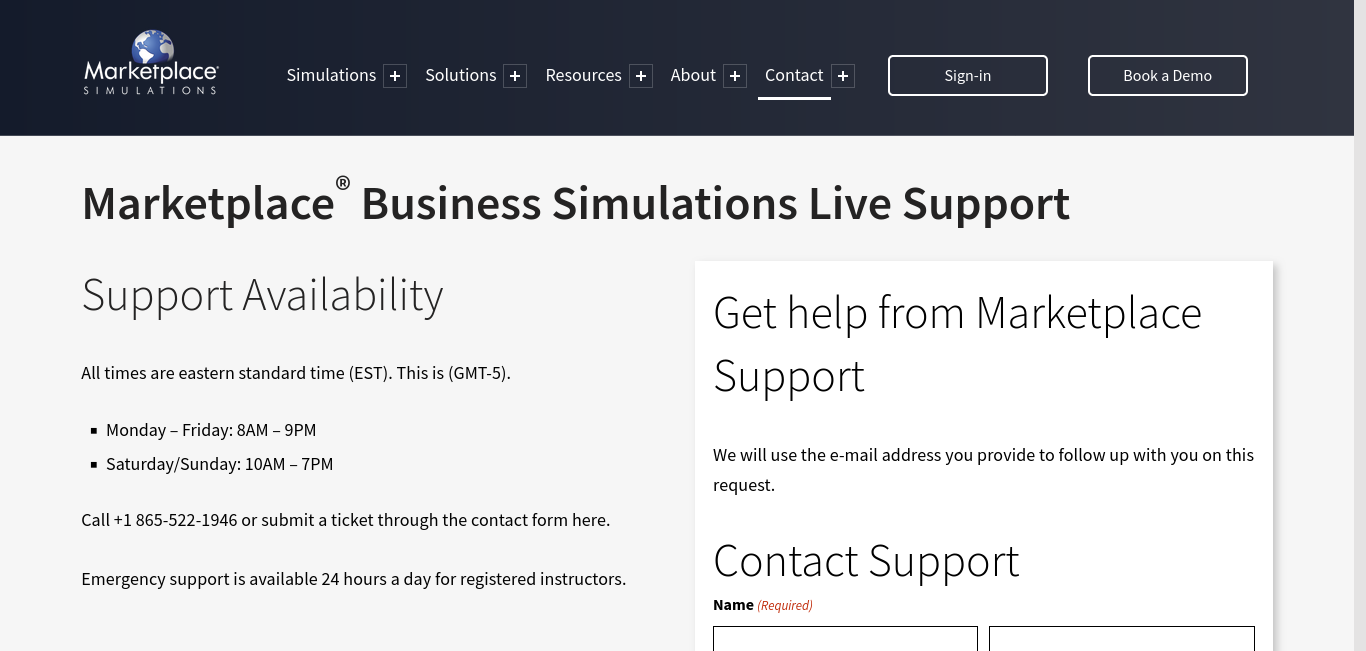 Marketplace®
SIMULATIONS
Simulations + Solutions + Resources + About + Contact + Sign-in Book a Demo
Marketplace® Business Simulations Live Support
Support Availability
All times are eastern standard time (EST). This is (GMT-5).
▪ Monday – Friday: 8AM – 9PM
▪ Saturday/Sunday: 10AM – 7PM
Call +1 865-522-1946 or submit a ticket through the contact form here.
Emergency support is available 24 hours a day for registered instructors.
Get help from Marketplace
Support
We will use the e-mail address you provide to follow up with you on this
request.
Contact Support
Name (Required)